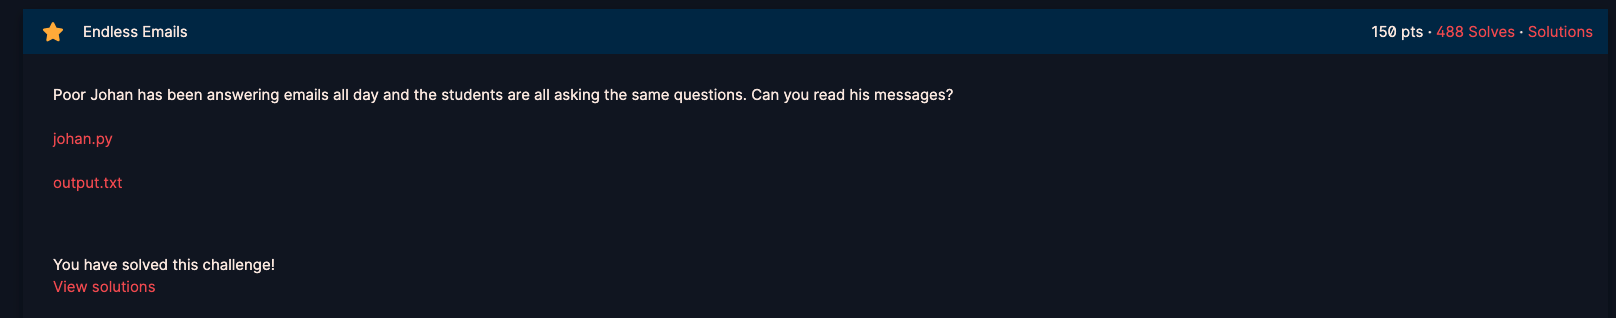 Endless Emails
150 pts · 488 Solves · Solutions
Poor Johan has been answering emails all day and the students are all asking the same questions. Can you read his messages?
johan.py
output.txt
You have solved this challenge!
View solutions